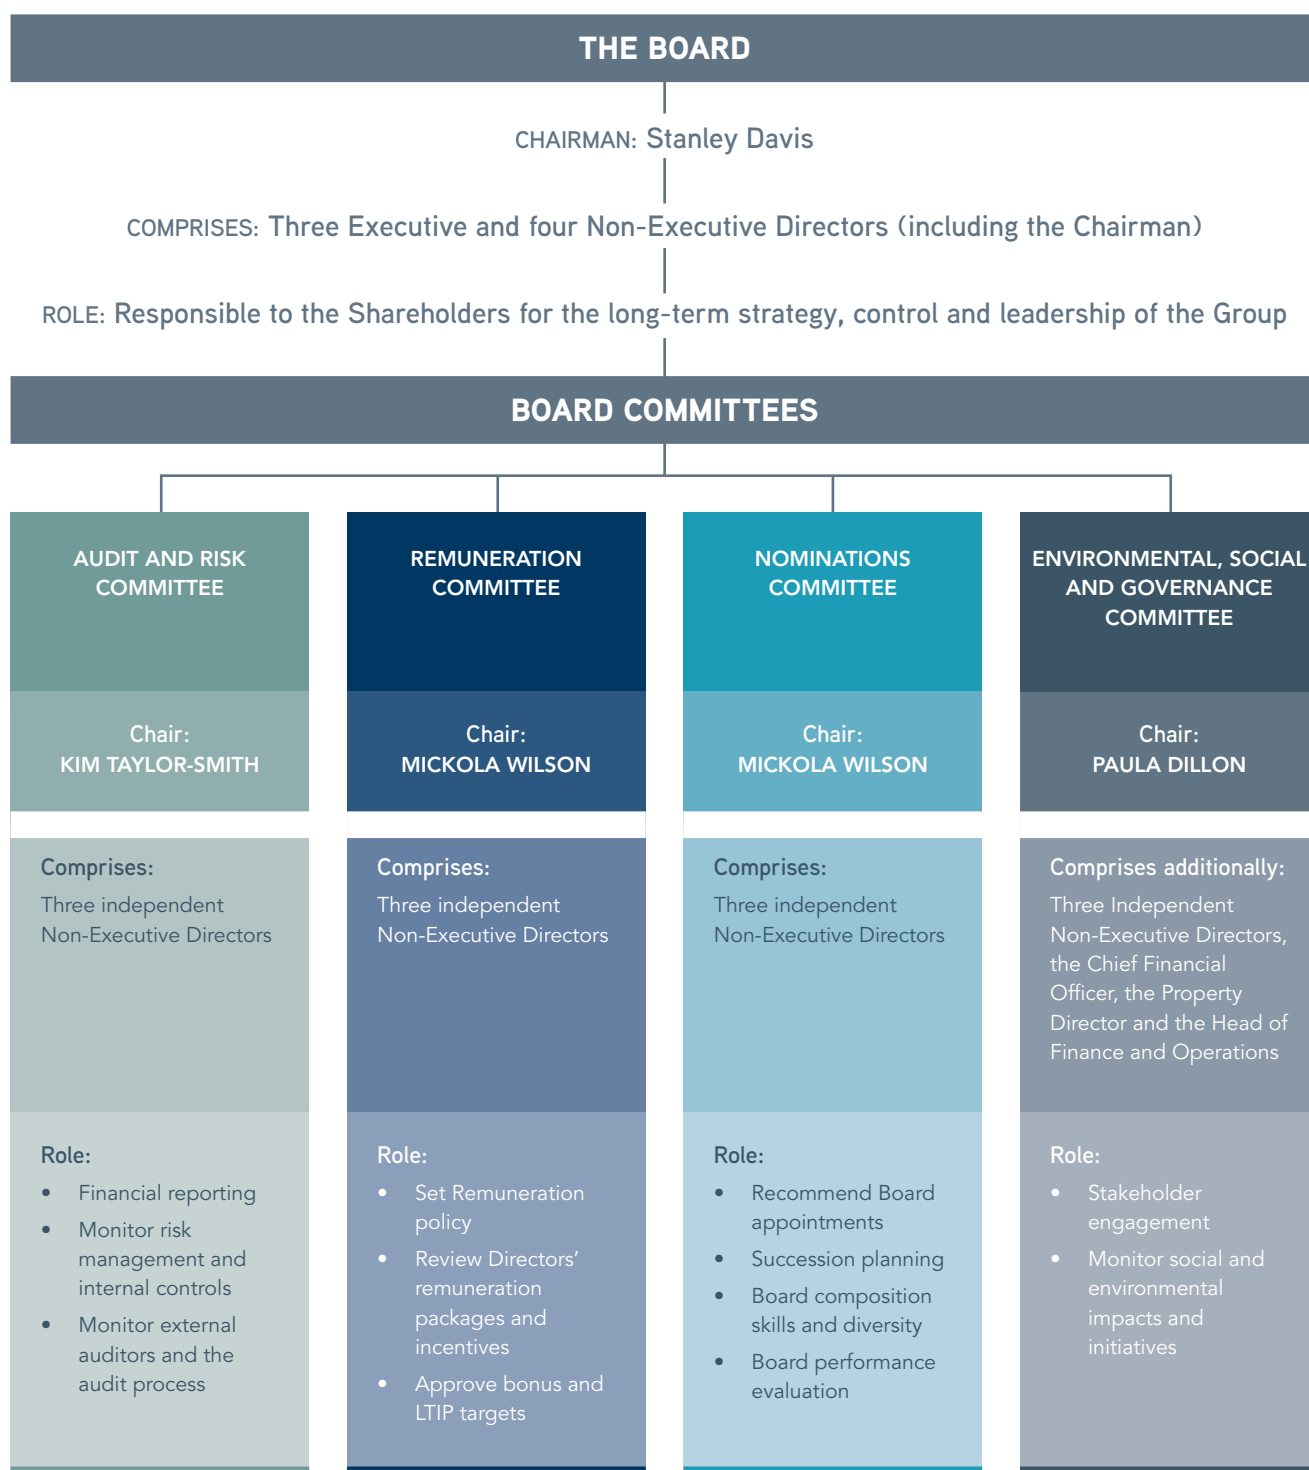 THE BOARD
CHAIRMAN: Stanley Davis
COMPRISES: Three Executive and four Non-Executive Directors (including the Chairman)
ROLE: Responsible to the Shareholders for the long-term strategy, control and leadership of the Group
BOARD COMMITTEES
AUDIT AND RISK
COMMITTEE
Chair:
KIM TAYLOR-SMITH
Comprises:
Three independent
Non-Executive Directors
Role:
• Financial reporting
• Monitor risk
management and
internal controls
• Monitor external
auditors and the
audit process
REMUNERATION
COMMITTEE
Chair:
MICKOLA WILSON
Comprises:
Three independent
Non-Executive Directors
Role:
• Set Remuneration
policy
• Review Directors’
remuneration
packages and
incentives
• Approve bonus and
LTIP targets
NOMINATIONS
COMMITTEE
Chair:
MICKOLA WILSON
Comprises:
Three independent
Non-Executive Directors
Role:
• Recommend Board
appointments
• Succession planning
• Board composition
skills and diversity
• Board performance
evaluation
ENVIRONMENTAL, SOCIAL
AND GOVERNANCE
COMMITTEE
Chair:
PAULA DILLON
Comprises additionally:
Three Independent
Non-Executive Directors,
the Chief Financial
Officer, the Property
Director and the Head of
Finance and Operations
Role:
• Stakeholder
engagement
• Monitor social and
environmental
impacts and
initiatives